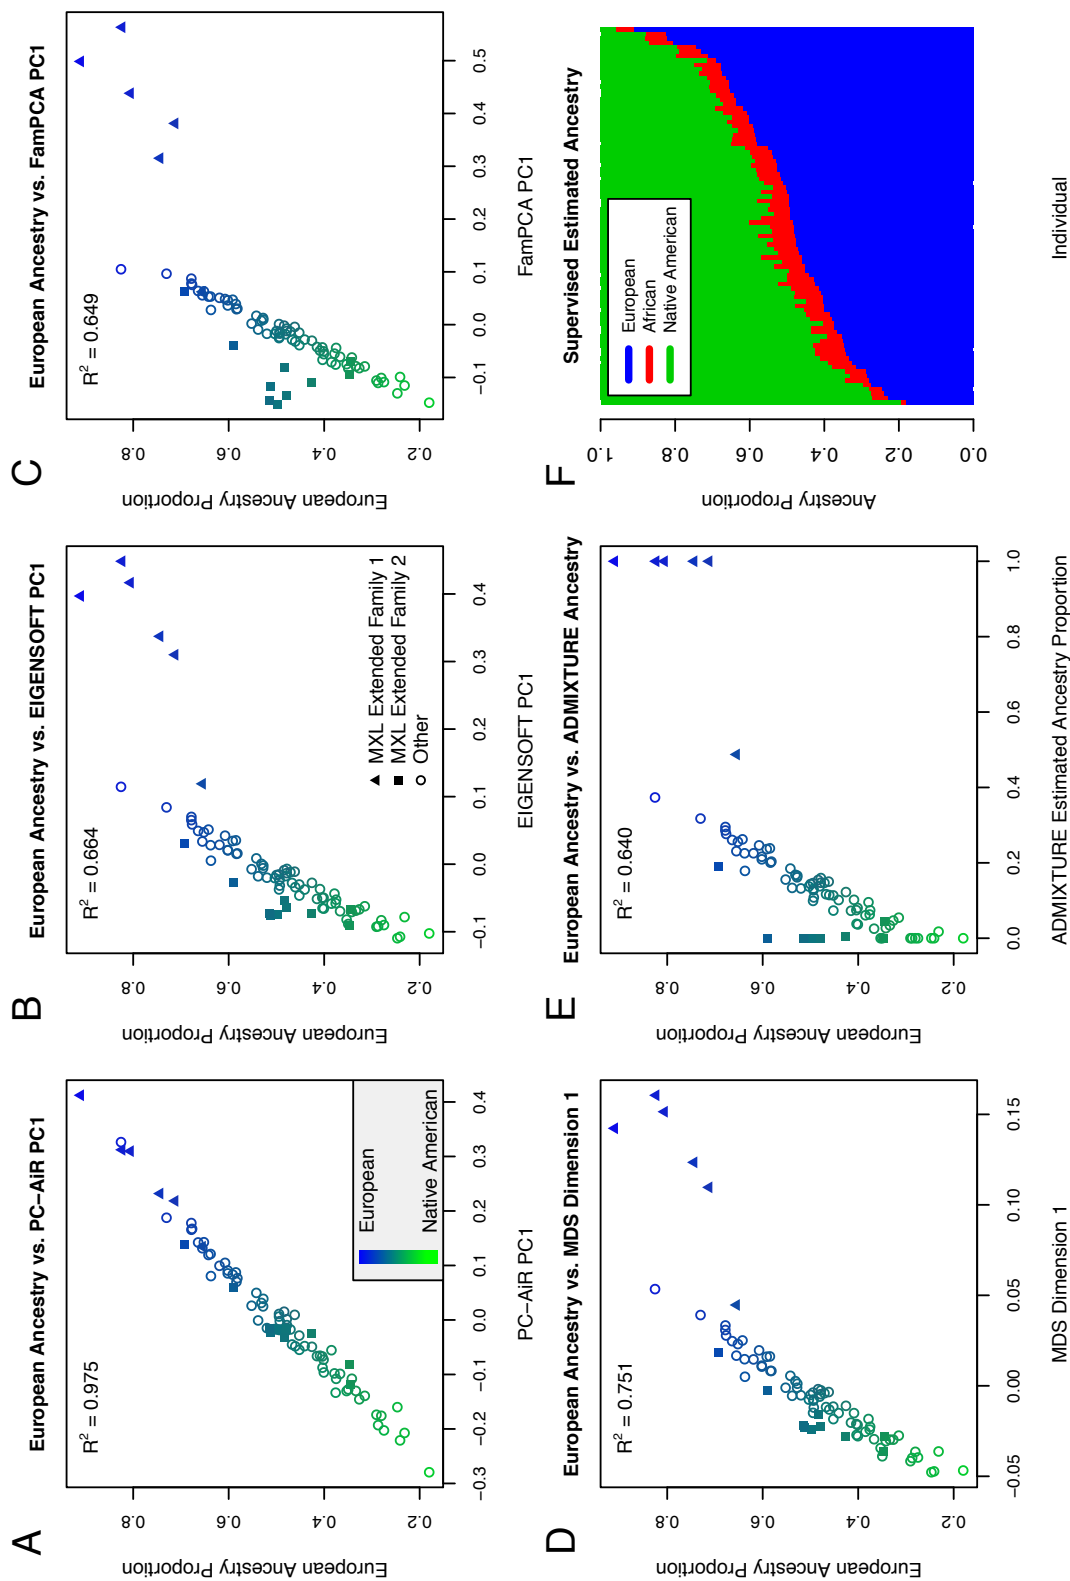 A
European Ancestry vs. PC−AiR PC1
R² = 0.975
European Ancestry Proportion
0.8
0.6
0.4
0.2
−0.3
−0.2
−0.1
0.0
0.1
0.2
0.3
0.4
PC−AiR PC1
European
Native American
B
European Ancestry vs. EIGENSOFT PC1
R² = 0.664
European Ancestry Proportion
0.8
0.6
0.4
0.2
−0.1
0.0
0.1
0.2
0.3
0.4
EIGENSOFT PC1
MXL Extended Family 1
MXL Extended Family 2
Other
C
European Ancestry vs. FamPCA PC1
R² = 0.649
European Ancestry Proportion
0.8
0.6
0.4
0.2
−0.1
0.0
0.1
0.2
0.3
0.4
0.5
FamPCA PC1
D
European Ancestry vs. MDS Dimension 1
R² = 0.751
European Ancestry Proportion
0.8
0.6
0.4
0.2
−0.05
0.00
0.05
0.10
0.15
MDS Dimension 1
E
European Ancestry vs. ADMIXTURE Ancestry
R² = 0.640
European Ancestry Proportion
0.8
0.6
0.4
0.2
0.0
0.2
0.4
0.6
0.8
1.0
ADMIXTURE Estimated Ancestry Proportion
F
Supervised Estimated Ancestry
European
African
Native American
Ancestry Proportion
1.0
0.8
0.6
0.4
0.2
0.0
Individual